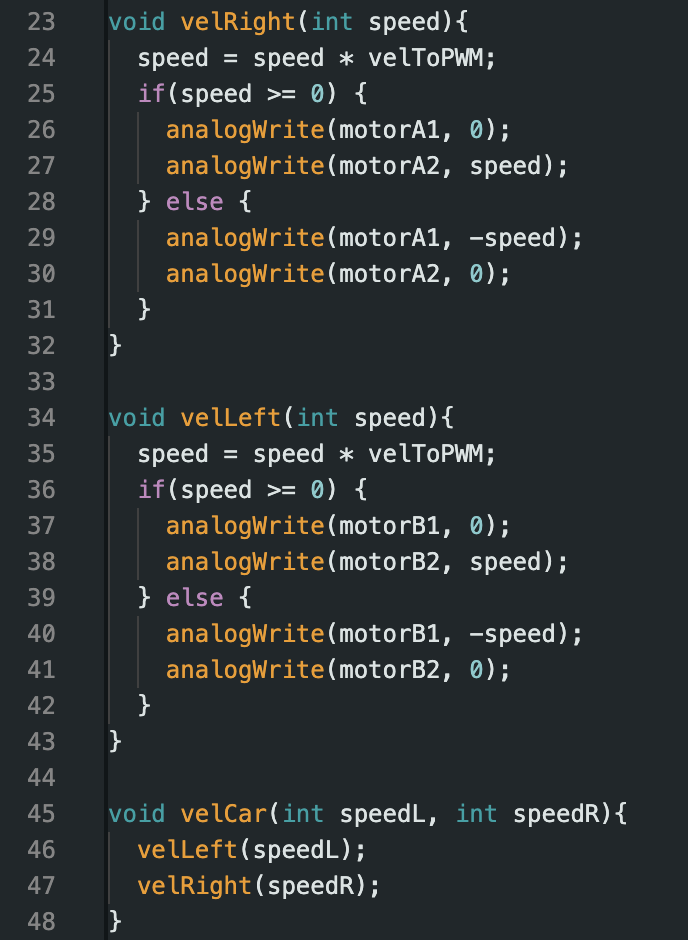 23 void velRight(int speed){
24   speed = speed * velToPWM;
25   if(speed >= 0) {
26     analogWrite(motorA1, 0);
27     analogWrite(motorA2, speed);
28   } else {
29     analogWrite(motorA1, -speed);
30     analogWrite(motorA2, 0);
31   }
32 }
33
34 void velLeft(int speed){
35   speed = speed * velToPWM;
36   if(speed >= 0) {
37     analogWrite(motorB1, 0);
38     analogWrite(motorB2, speed);
39   } else {
40     analogWrite(motorB1, -speed);
41     analogWrite(motorB2, 0);
42   }
43 }
44
45 void velCar(int speedL, int speedR){
46   velLeft(speedL);
47   velRight(speedR);
48 }